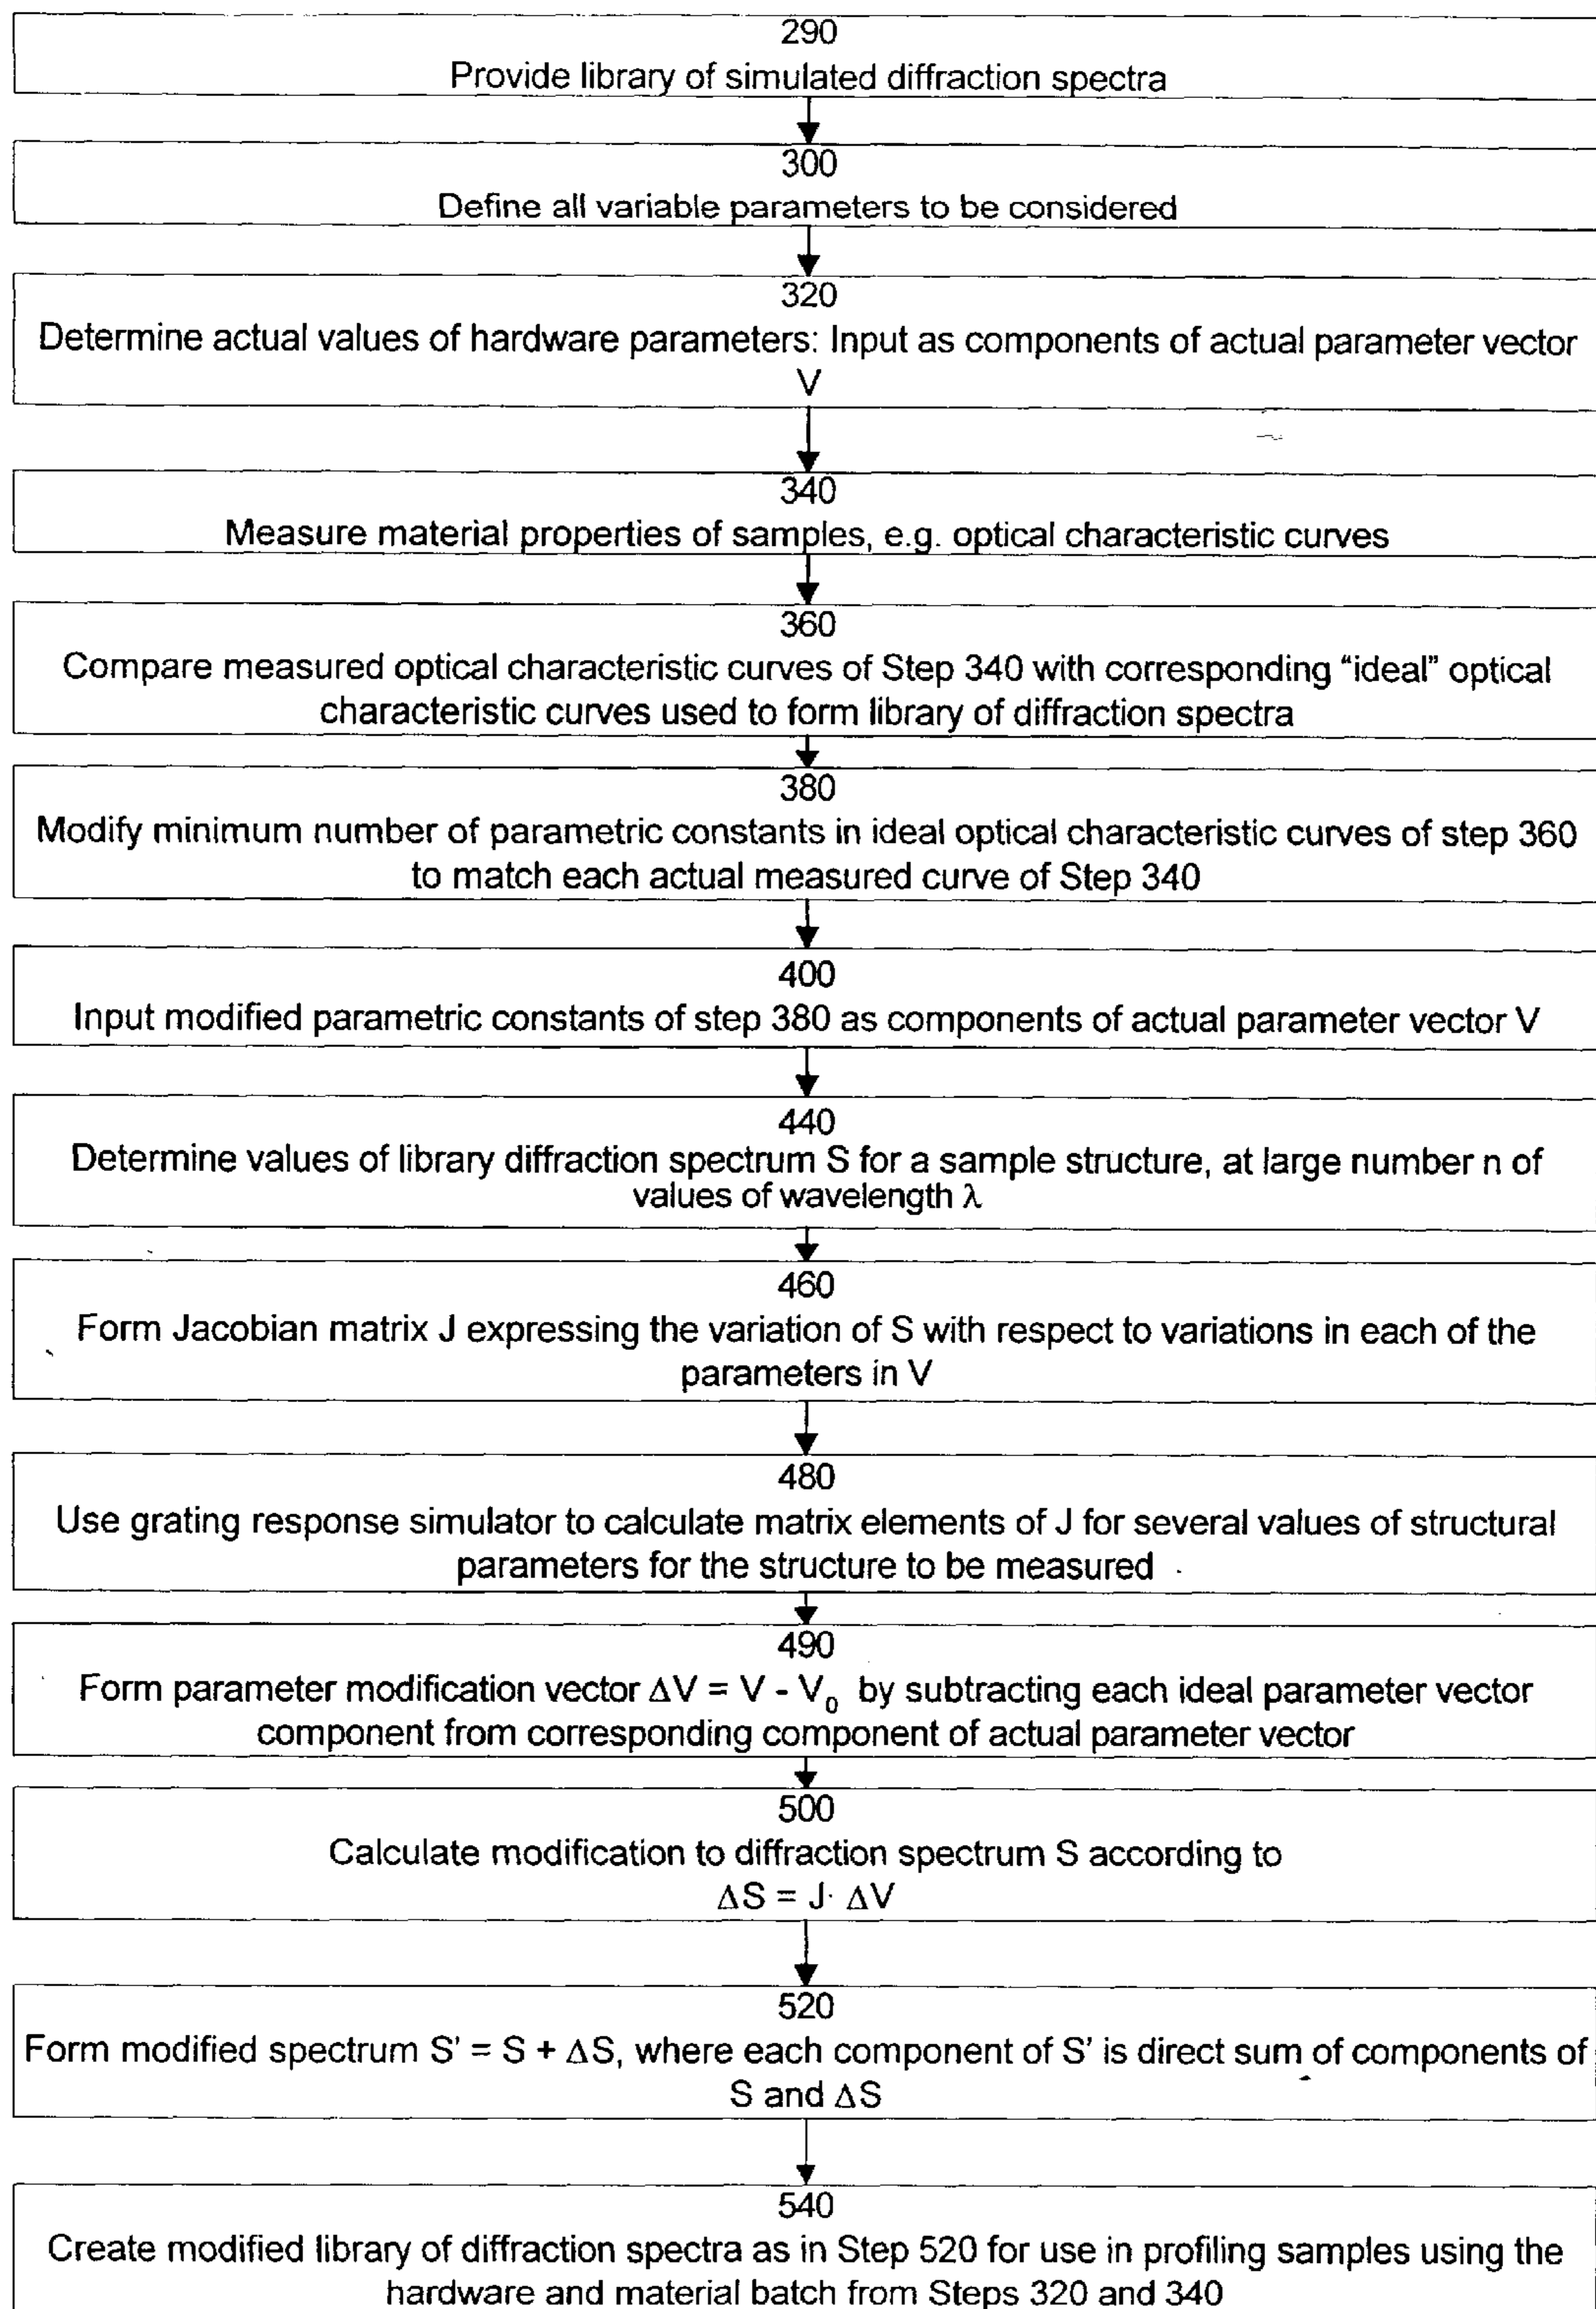 290
Provide library of simulated diffraction spectra
300
Define all variable parameters to be considered
320
Determine actual values of hardware parameters: Input as components of actual parameter vector
V
340
Measure material properties of samples, e.g. optical characteristic curves
360
Compare measured optical characteristic curves of Step 340 with corresponding “ideal” optical
characteristic curves used to form library of diffraction spectra
380
Modify minimum number of parametric constants in ideal optical characteristic curves of step 360
to match each actual measured curve of Step 340
400
Input modified parametric constants of step 380 as components of actual parameter vector V
440
Determine values of library diffraction spectrum S for a sample structure, at large number n of
values of wavelength λ
460
Form Jacobian matrix J expressing the variation of S with respect to variations in each of the
parameters in V
480
Use grating response simulator to calculate matrix elements of J for several values of structural
parameters for the structure to be measured
490
Form parameter modification vector ΔV = V - V₀ by subtracting each ideal parameter vector
component from corresponding component of actual parameter vector
500
Calculate modification to diffraction spectrum S according to
ΔS = J· ΔV
520
Form modified spectrum S' = S + ΔS, where each component of S' is direct sum of components of
S and ΔS
540
Create modified library of diffraction spectra as in Step 520 for use in profiling samples using the
hardware and material batch from Steps 320 and 340